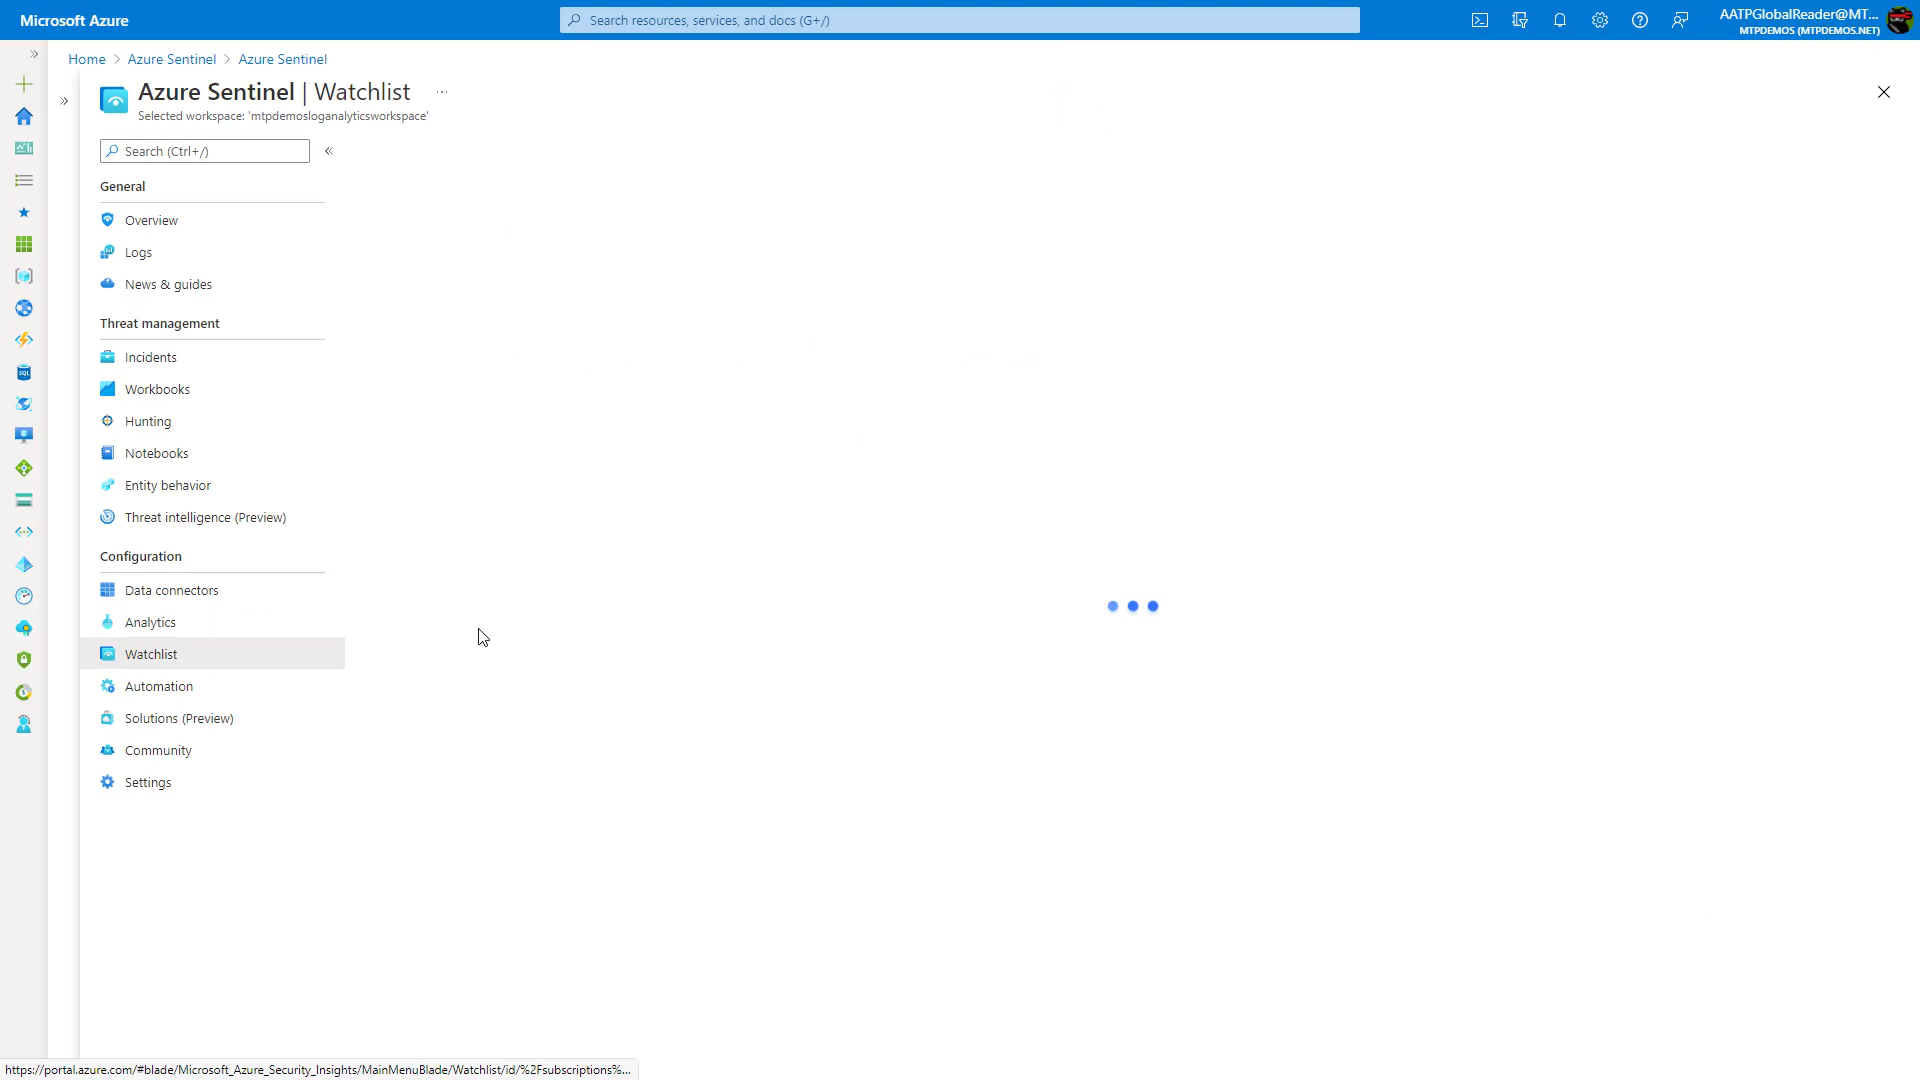 Microsoft Azure
Search resources, services, and docs (G+/)
AATPGlobalReader@MT...
MTPDEMOS (MTPDEMOS.NET)
Home > Azure Sentinel > Azure Sentinel
Azure Sentinel | Watchlist ...
Selected workspace: 'mtpdemosloganalyticsworkspace'
Search (Ctrl+/)
General
Overview
Logs
News & guides
Threat management
Incidents
Workbooks
Hunting
Notebooks
Entity behavior
Threat intelligence (Preview)
Configuration
Data connectors
Analytics
Watchlist
Automation
Solutions (Preview)
Community
Settings
https://portal.azure.com/#blade/Microsoft_Azure_Security_Insights/MainMenuBlade/Watchlist/id/%2Fsubscriptions%...